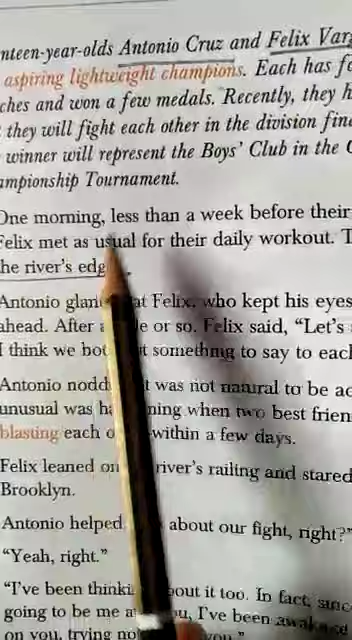 nteen-year-olds Antonio Cruz and Felix Varg
aspiring lightweight champions. Each has fo
ches and won a few medals. Recently, they h
they will fight each other in the division fin
winner will represent the Boys' Club in the G
ampionship Tournament.
One morning, less than a week before their
Felix met as usual for their daily workout. T
he river's edg
Antonio glan at Felix, who kept his eyes
ahead. After a le or so. Felix said, "Let's
I think we bot t something to say to each
Antonio nodd t was not natural to be ac
unusual was ha ning when two best frien
blasting each o within a few days.
Felix leaned on river's railing and stared
Brooklyn.
Antonio helped. about our fight, right?"
"Yeah, right."
"I've been thinki bout it too. In fact, sinc
going to be me a u, I've been awake
on you, trying no you."